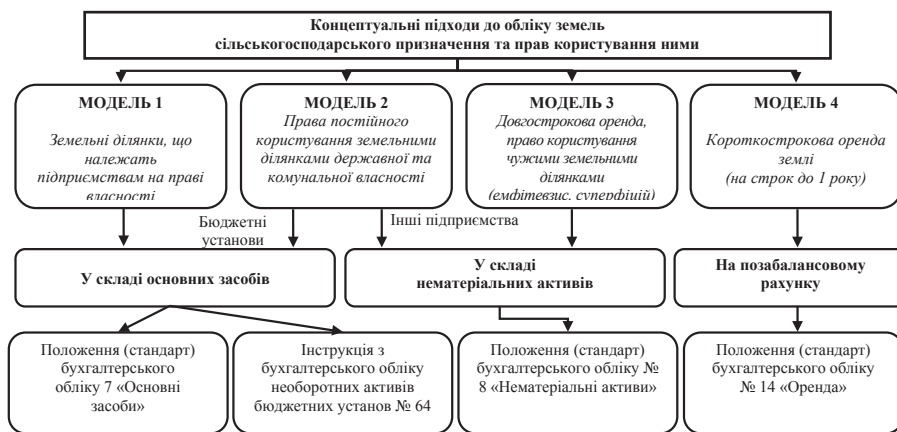 Концептуальні підходи до обліку земель
сільськогосподарського призначення та прав користування ними
МОДЕЛЬ 1
Земельні ділянки, що
належать
підприємствам на праві
власності
МОДЕЛЬ 2
Права постійного
користування земельними
ділянками державної та
комунальної власності
МОДЕЛЬ 3
Довгострокова оренда,
право користування
чужими земельними
ділянками
(емфітевзис, суперфіцій)
МОДЕЛЬ 4
Короткострокова оренда
землі
(на строк до 1 року)
Бюджетні
установи
Інші підприємства
У складі основних засобів
У складі
нематеріальних активів
На позабалансовому
рахунку
Положення (стандарт)
бухгалтерського
обліку 7 «Основні
засоби»
Інструкція з
бухгалтерського обліку
необоротних активів
бюджетних установ № 64
Положення (стандарт)
бухгалтерського обліку №
8 «Нематеріальні активи»
Положення (стандарт)
бухгалтерського обліку
№ 14 «Оренда»